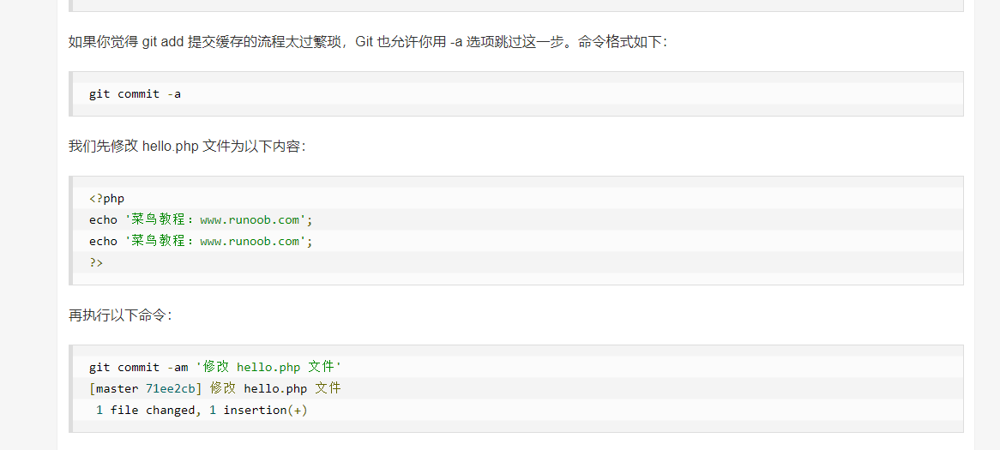 如果你觉得 git add 提交缓存的流程太过繁琐，Git 也允许你用 -a 选项跳过这一步。命令格式如下：
git commit -a
我们先修改 hello.php 文件为以下内容：
<?php
echo '菜鸟教程：www.runoob.com';
echo '菜鸟教程：www.runoob.com';
?>
再执行以下命令：
git commit -am '修改 hello.php 文件'
[master 71ee2cb] 修改 hello.php 文件
 1 file changed, 1 insertion(+)